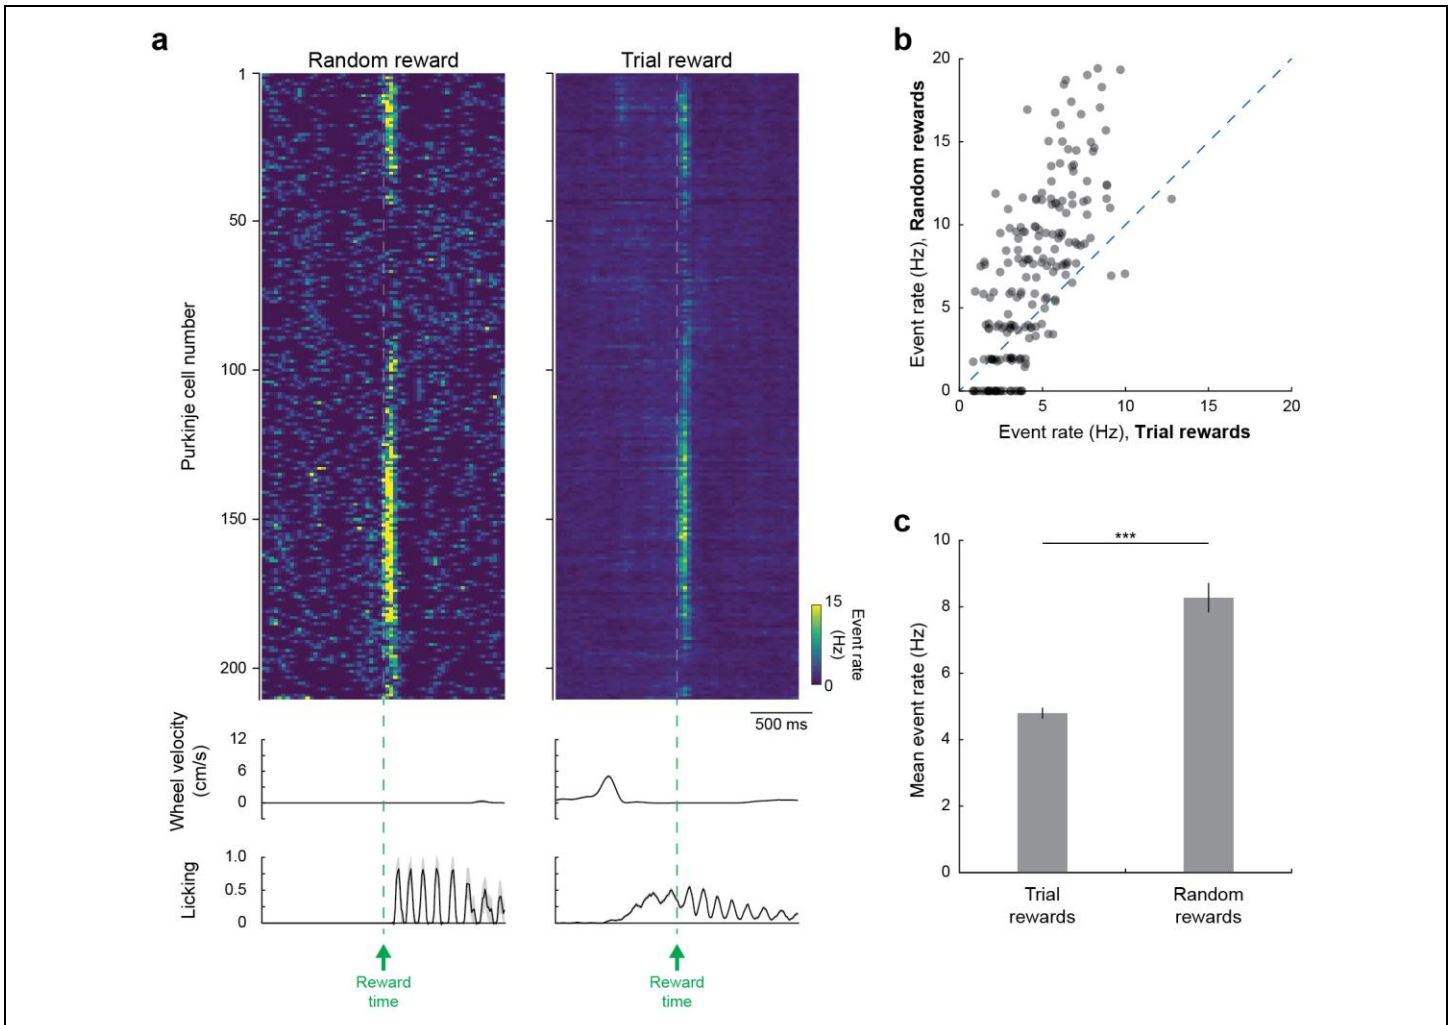 a
Random reward
Trial reward
1
50
100
150
200
Purkinje cell number
15
0
Event rate
(Hz)
500 ms
12
6
0
Wheel velocity
(cm/s)
1.0
0.5
0
Licking
Reward
time
Reward
time
b
20
15
10
5
0
Event rate (Hz), Random rewards
0 5 10 15 20
Event rate (Hz), Trial rewards
c
10
8
6
4
2
0
Mean event rate (Hz)
***
Trial
rewards
Random
rewards